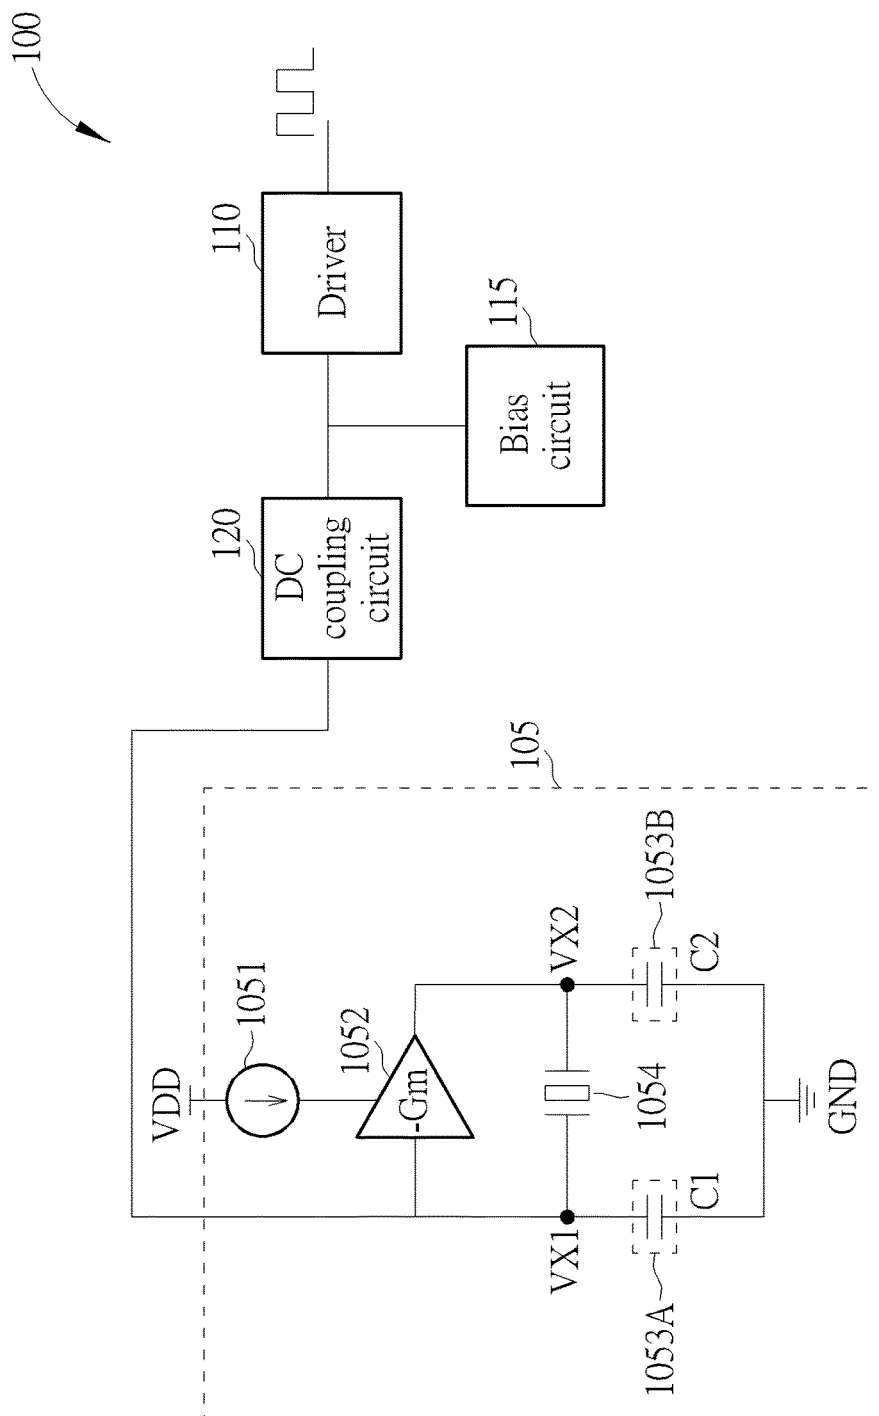 100
110
Driver
115
Bias
circuit
120
DC
coupling
circuit
105
VDD
1051
1052
-Gm
VX1
VX2
1054
1053A
C1
1053B
C2
GND